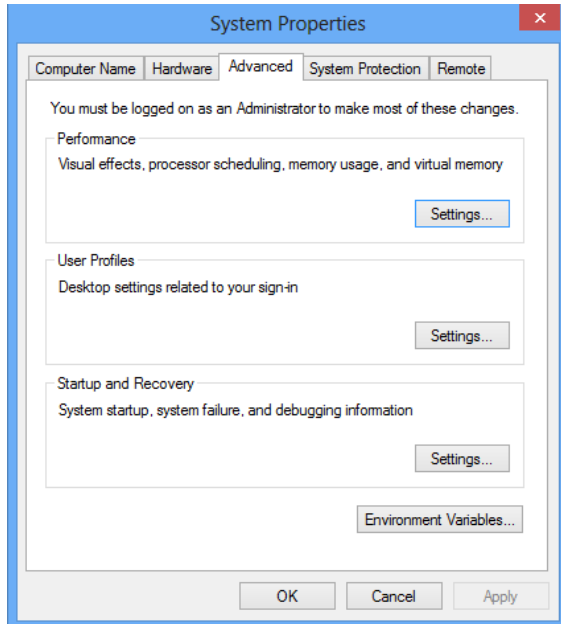 System Properties
Computer Name Hardware Advanced System Protection Remote
You must be logged on as an Administrator to make most of these changes.
Performance
Visual effects, processor scheduling, memory usage, and virtual memory
Settings...
User Profiles
Desktop settings related to your sign-in
Settings...
Startup and Recovery
System startup, system failure, and debugging information
Settings...
Environment Variables...
OK Cancel Apply